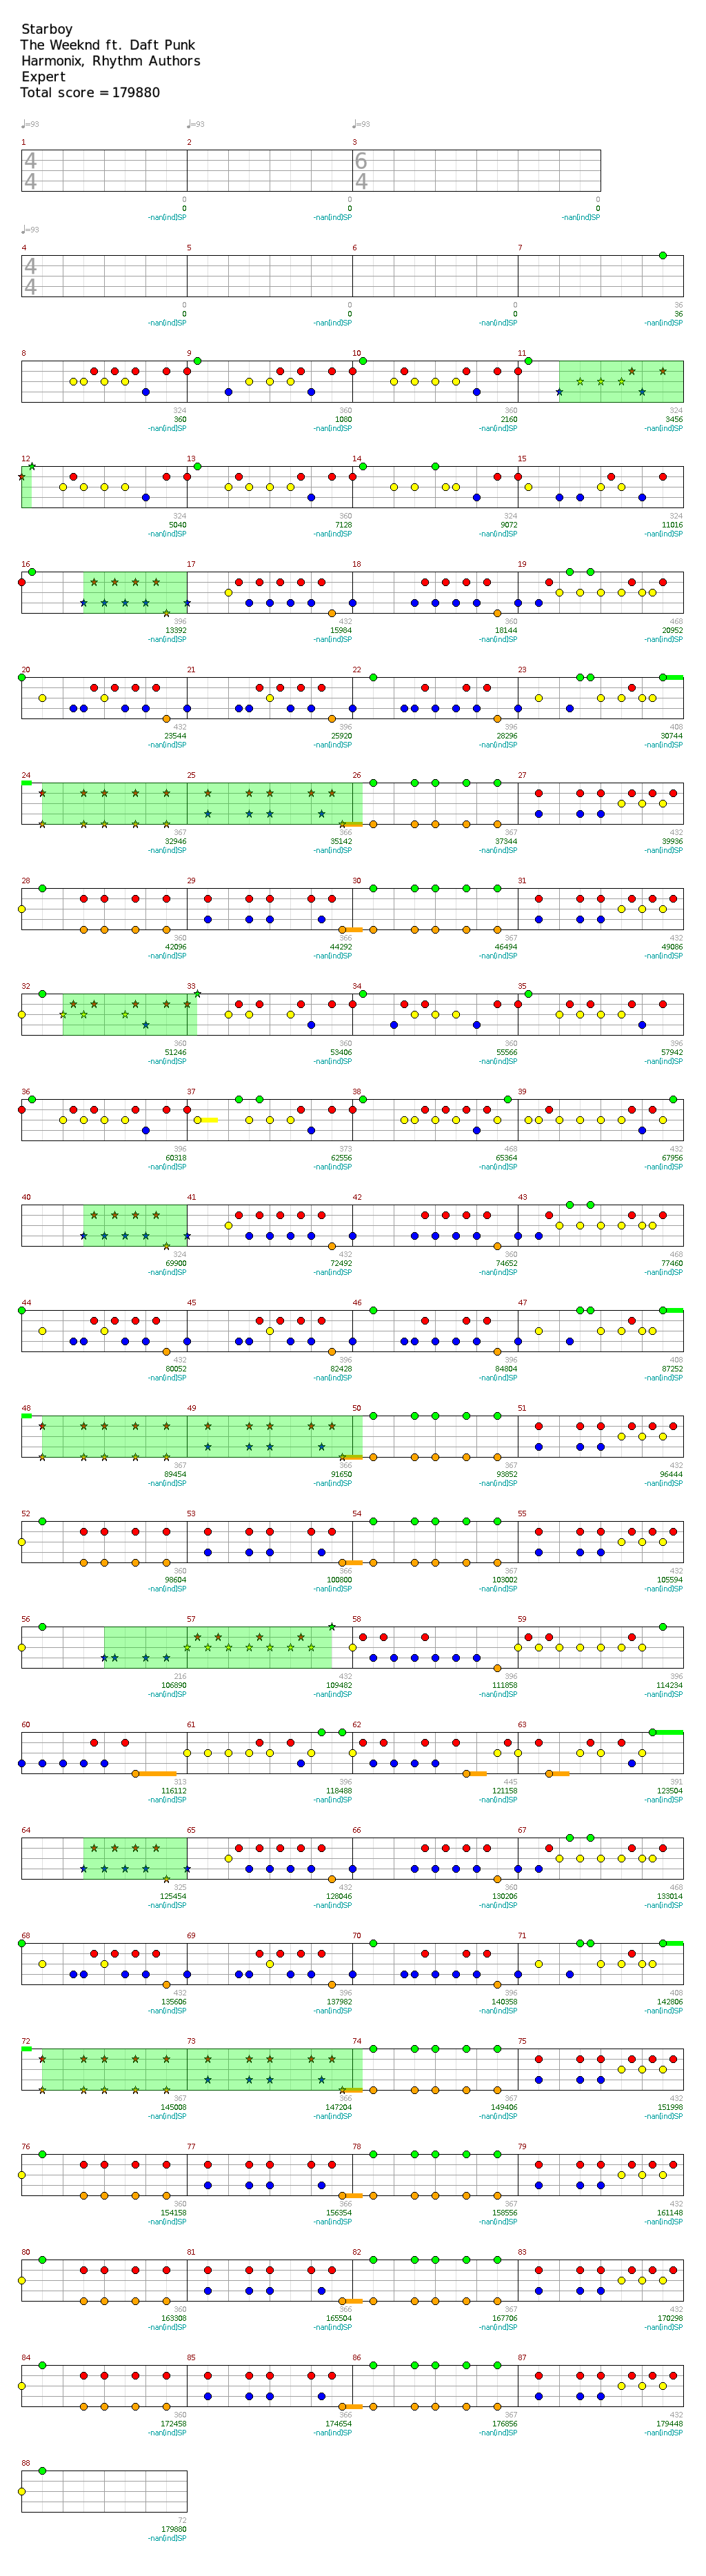 Starboy
The Weeknd ft. Daft Punk
Harmonix, Rhythm Authors
Expert
Total score = 179880
♩=93 ♩=93 ♩=93
1 2 3
4 6
4 4
0 0 0
0 0 0
-nan(ind)SP -nan(ind)SP -nan(ind)SP
♩=93
4 5 6 7
4
4
0 0 0 36
0 0 0 36
-nan(ind)SP -nan(ind)SP -nan(ind)SP -nan(ind)SP
8 9 10 11
324 360 360 324
360 1080 2160 3456
-nan(ind)SP -nan(ind)SP -nan(ind)SP -nan(ind)SP
12 13 14 15
324 324 324 324
5040 7128 9072 11016
-nan(ind)SP -nan(ind)SP -nan(ind)SP -nan(ind)SP
16 17 18 19
396 432 360 468
13392 15984 18144 20952
-nan(ind)SP -nan(ind)SP -nan(ind)SP -nan(ind)SP
20 21 22 23
432 396 396 408
23544 25920 28296 30744
-nan(ind)SP -nan(ind)SP -nan(ind)SP -nan(ind)SP
24 25 26 27
367 366 367 432
32946 35142 37344 39936
-nan(ind)SP -nan(ind)SP -nan(ind)SP -nan(ind)SP
28 29 30 31
360 366 367 432
42096 44292 46494 49086
-nan(ind)SP -nan(ind)SP -nan(ind)SP -nan(ind)SP
32 33 34 35
360 360 360 396
51246 53406 55566 57942
-nan(ind)SP -nan(ind)SP -nan(ind)SP -nan(ind)SP
36 37 38 39
396 373 468 432
60318 62556 65364 67956
-nan(ind)SP -nan(ind)SP -nan(ind)SP -nan(ind)SP
40 41 42 43
324 432 360 468
69900 72492 74652 77460
-nan(ind)SP -nan(ind)SP -nan(ind)SP -nan(ind)SP
44 45 46 47
432 396 396 408
80052 82428 84804 87252
-nan(ind)SP -nan(ind)SP -nan(ind)SP -nan(ind)SP
48 49 50 51
367 366 367 432
89454 91650 93852 96444
-nan(ind)SP -nan(ind)SP -nan(ind)SP -nan(ind)SP
52 53 54 55
360 366 367 432
98604 100800 103002 105594
-nan(ind)SP -nan(ind)SP -nan(ind)SP -nan(ind)SP
56 57 58 59
216 432 396 396
106890 109482 111858 114234
-nan(ind)SP -nan(ind)SP -nan(ind)SP -nan(ind)SP
60 61 62 63
313 396 445 391
116112 118488 121158 123504
-nan(ind)SP -nan(ind)SP -nan(ind)SP -nan(ind)SP
64 65 66 67
325 432 360 468
125454 128046 130206 133014
-nan(ind)SP -nan(ind)SP -nan(ind)SP -nan(ind)SP
68 69 70 71
432 396 396 408
135606 137982 140358 142806
-nan(ind)SP -nan(ind)SP -nan(ind)SP -nan(ind)SP
72 73 74 75
367 366 367 432
145008 147204 149406 151998
-nan(ind)SP -nan(ind)SP -nan(ind)SP -nan(ind)SP
76 77 78 79
360 366 367 432
154158 156354 158556 161148
-nan(ind)SP -nan(ind)SP -nan(ind)SP -nan(ind)SP
80 81 82 83
360 366 367 432
163308 165504 167706 170298
-nan(ind)SP -nan(ind)SP -nan(ind)SP -nan(ind)SP
84 85 86 87
360 366 367 432
172458 174654 176856 179448
-nan(ind)SP -nan(ind)SP -nan(ind)SP -nan(ind)SP
88
72
179880
-nan(ind)SP